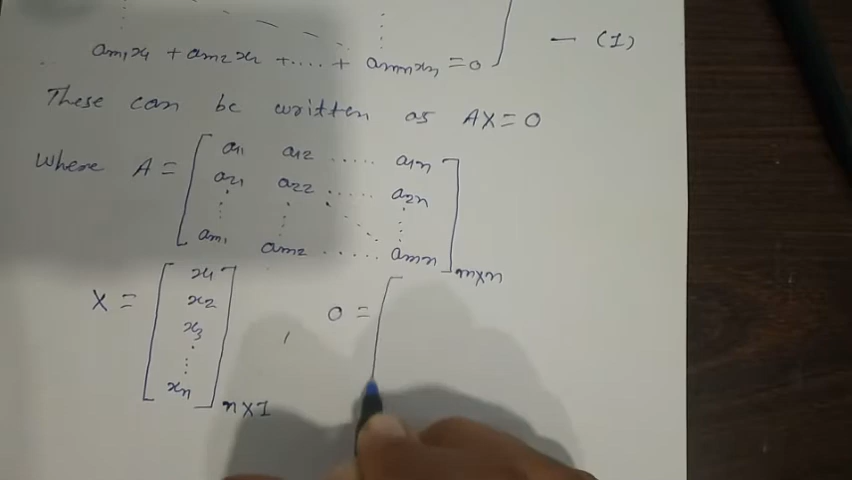 am1x1 + am2x2 +....+ amnxn = 0 — (1)
These can be written as AX = 0
Where A = [ a11 a12 ..... a1n
a21 a22 ..... a2n
am1 am2 ..... amn ] m×n
X = [ x1 x2 x3 ... xn ] n×1 , 0 = [